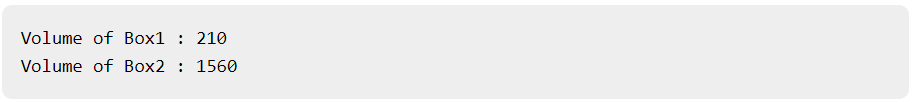 Volume of Box1 : 210
Volume of Box2 : 1560